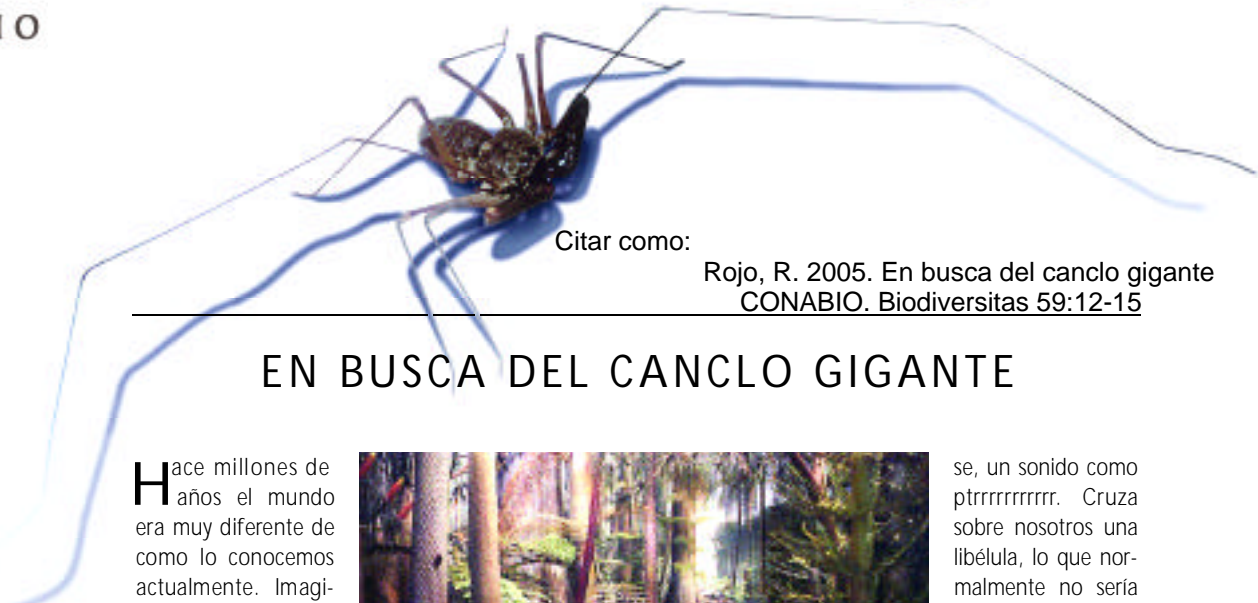 Citar como:
Rojo, R. 2005. En busca del canclo gigante
CONABIO. Biodiversitas 59:12-15
EN BUSCA DEL CANCLO GIGANTE
Hace millones de
años el mundo
era muy diferente de
como lo conocemos
actualmente. Imagi-
se, un sonido como
ptrrrrrrrrrrr. Cruza
sobre nosotros una
libélula, lo que nor-
malmente no sería